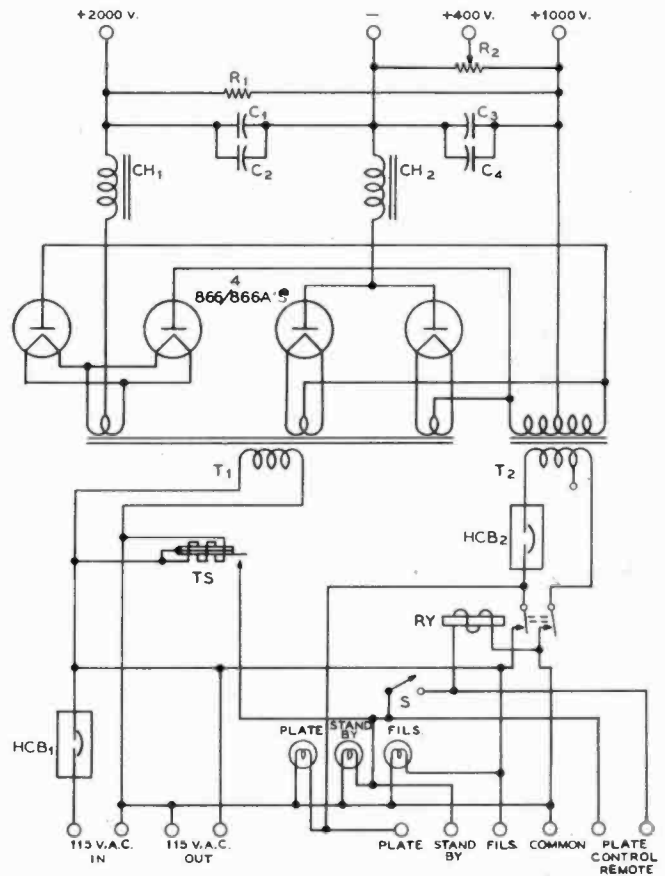 +2000 V. — +400 V. +1000 V.
R2
R1
C1 C3
C2 C4
CH1 CH2
4
866/866A'S
T1 T2
HCB2
TS
RY
S
PLATE STAND BY FILS.
HCB1
115 V.A.C. IN 115 V.A.C. OUT PLATE STAND BY FILS. COMMON PLATE CONTROL REMOTE